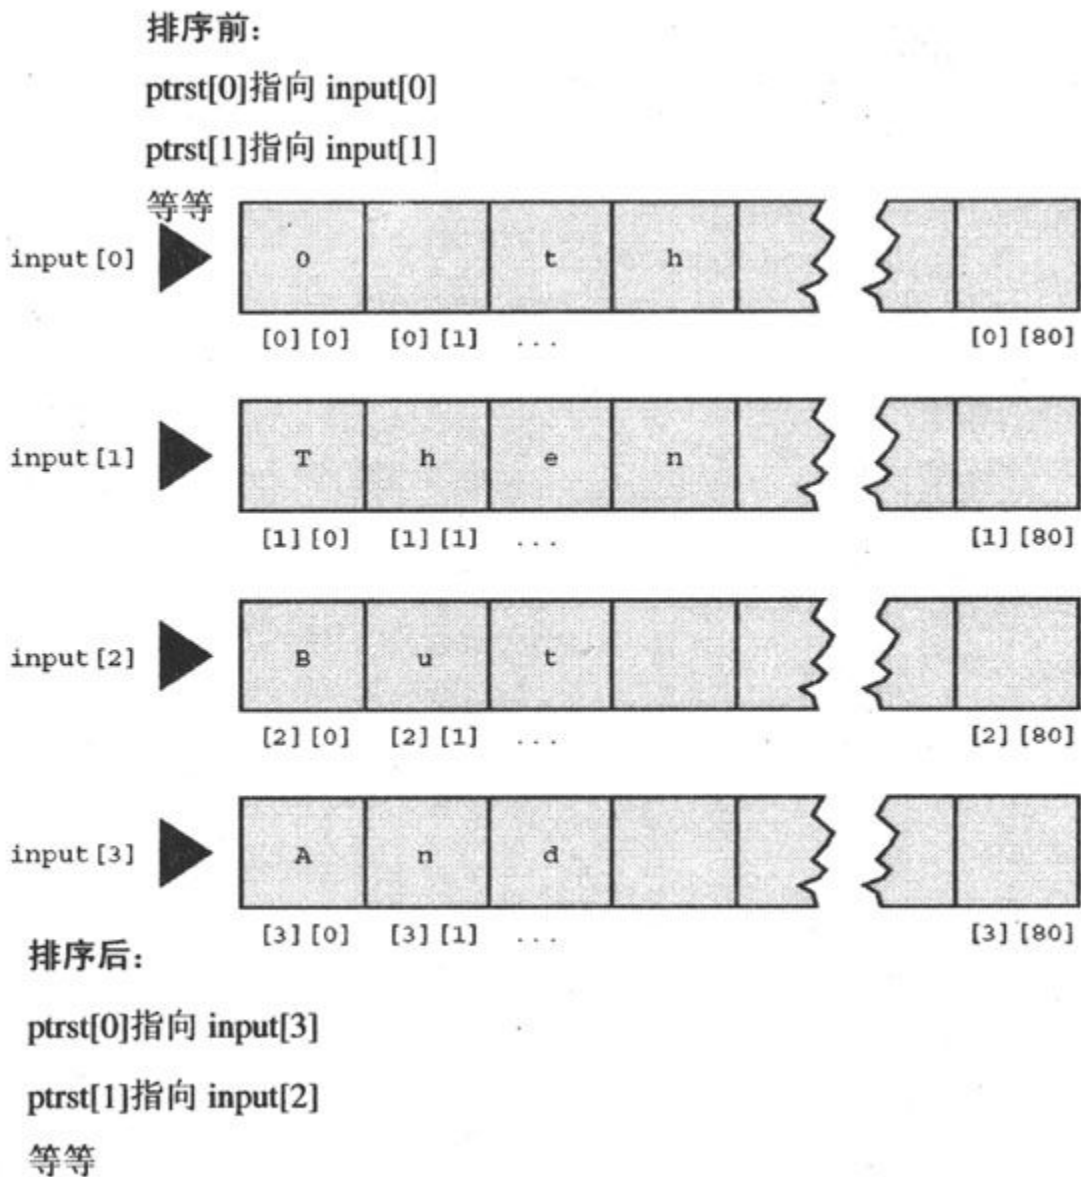 排序前：
ptrst[0]指向 input[0]
ptrst[1]指向 input[1]
等等
input[0] O t h
[0][0] [0][1] ... [0][80]
input[1] T h e n
[1][0] [1][1] ... [1][80]
input[2] B u t
[2][0] [2][1] ... [2][80]
input[3] A n d
[3][0] [3][1] ... [3][80]
排序后：
ptrst[0]指向 input[3]
ptrst[1]指向 input[2]
等等